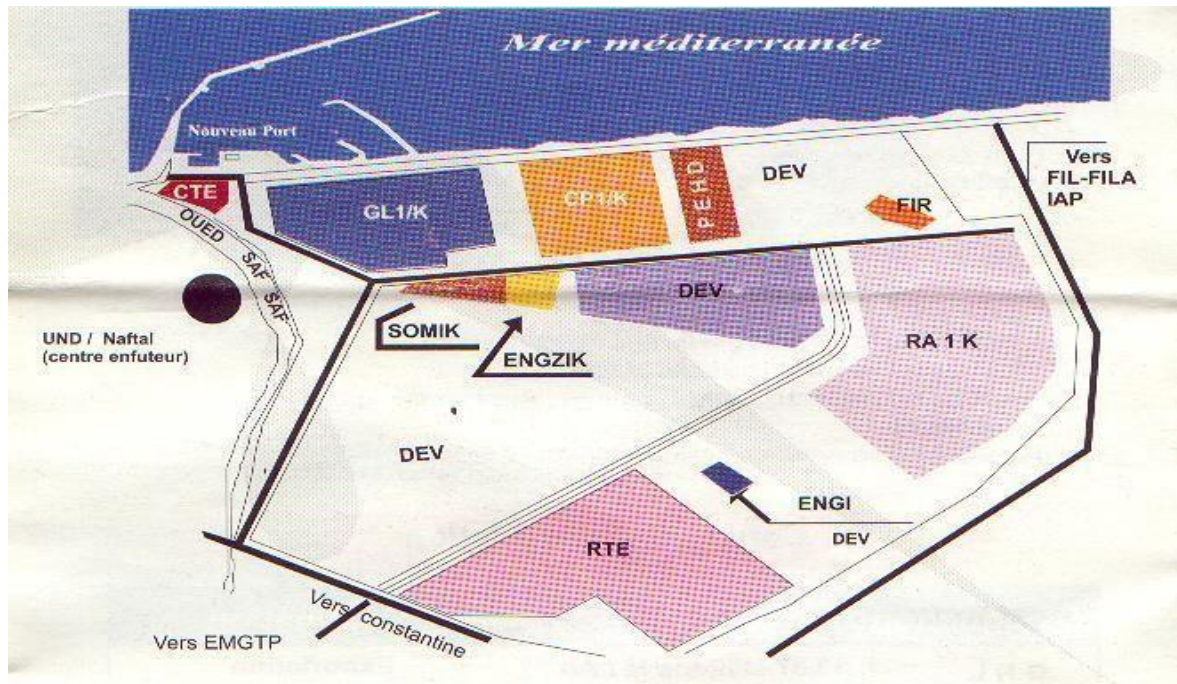 Mer méditerranée
Nouveau Port
CTE
GL1/K
CP1/K
PEHD
DEV
FIR
Vers
FIL-FILA
IAP
OUED
SAF SAF
UND / Naftal
(centre enfuteur)
SOMIK
ENGZIK
DEV
RA 1 K
DEV
ENGI
DEV
RTE
Vers constantine
Vers EMGTP